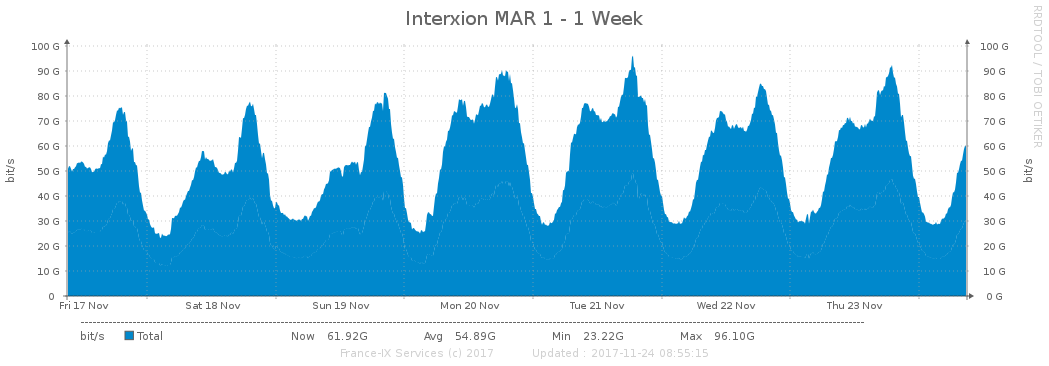 Interxion MAR 1 - 1 Week
RRDTOOL / TOBI OETIKER
bit/s
bit/s
100 G 100 G
90 G 90 G
80 G 80 G
70 G 70 G
60 G 60 G
50 G 50 G
40 G 40 G
30 G 30 G
20 G 20 G
10 G 10 G
0 0 G
Fri 17 Nov Sat 18 Nov Sun 19 Nov Mon 20 Nov Tue 21 Nov Wed 22 Nov Thu 23 Nov
bit/s Total Now 61.92G Avg 54.89G Min 23.22G Max 96.10G
France-IX Services (c) 2017 Updated : 2017-11-24 08:55:15